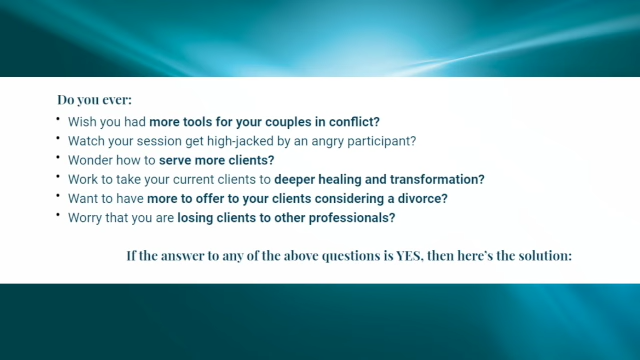 Do you ever:
• Wish you had more tools for your couples in conflict?
• Watch your session get high-jacked by an angry participant?
• Wonder how to serve more clients?
• Work to take your current clients to deeper healing and transformation?
• Want to have more to offer to your clients considering a divorce?
• Worry that you are losing clients to other professionals?
If the answer to any of the above questions is YES, then here's the solution: